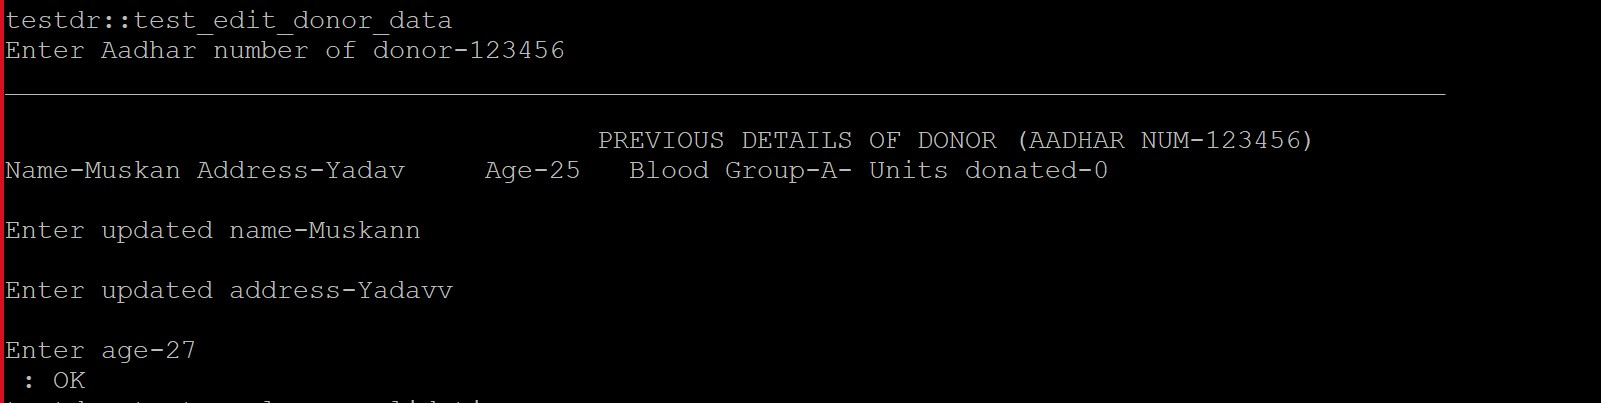 testdr::test_edit_donor_data
Enter Aadhar number of donor-123456
PREVIOUS DETAILS OF DONOR (AADHAR NUM-123456)
Name-Muskan Address-Yadav Age-25 Blood Group-A- Units donated-0
Enter updated name-Muskann
Enter updated address-Yadavv
Enter age-27
: OK